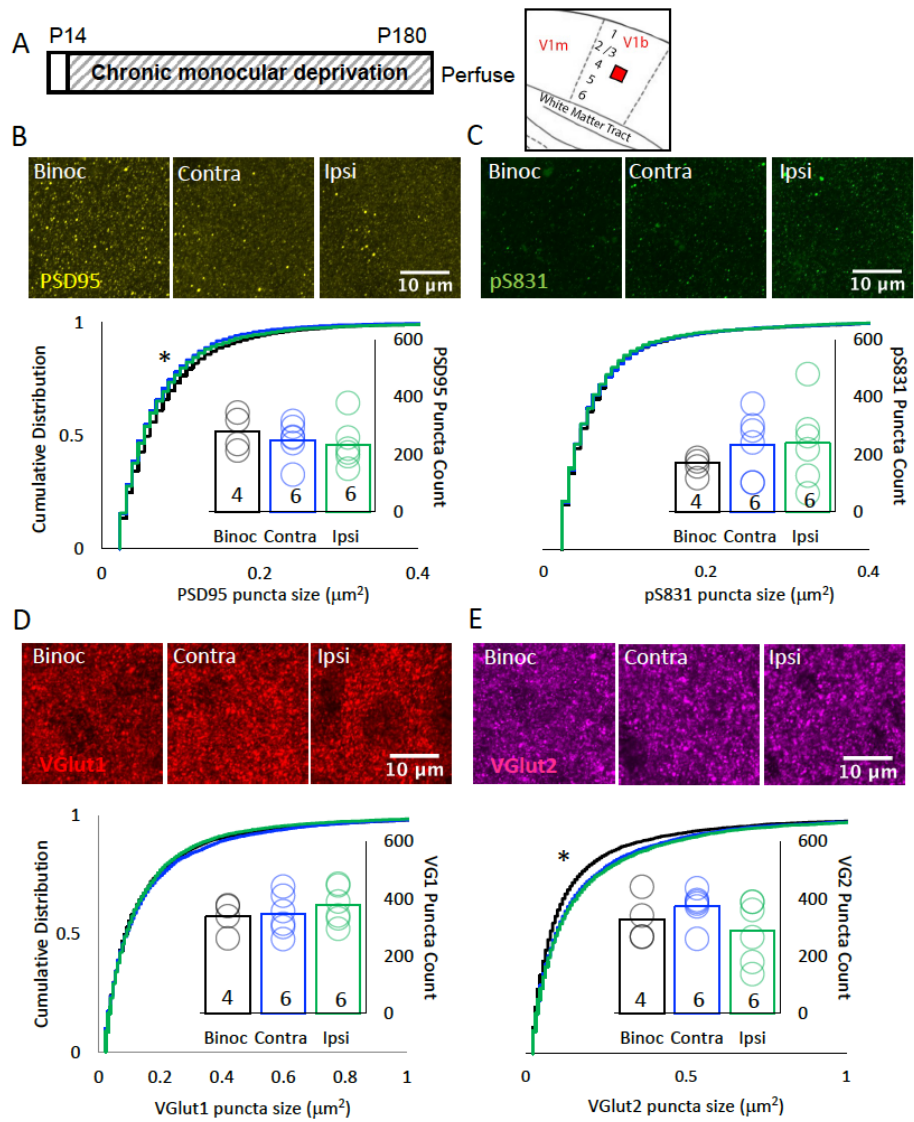 A
P14 P180
Chronic monocular deprivation
Perfuse
V1m V1b
1
2/3
4
5
6
White Matter Tract
B
Binoc Contra Ipsi
PSD95
10 μm
C
Binoc Contra Ipsi
pS831
10 μm
Cumulative Distribution
1
0.5
0
*
PSD95 Puncta Count
600
400
200
0
4 6 6
Binoc Contra Ipsi
0 0.2 0.4
PSD95 puncta size (μm²)
pS831 Puncta Count
600
400
200
0
4 6 6
Binoc Contra Ipsi
0 0.2 0.4
pS831 puncta size (μm²)
D
Binoc Contra Ipsi
VGlut1
10 μm
E
Binoc Contra Ipsi
VGlut2
10 μm
Cumulative Distribution
1
0.5
0
VG1 Puncta Count
600
400
200
0
4 6 6
Binoc Contra Ipsi
0 0.2 0.4 0.6 0.8 1
VGlut1 puncta size (μm²)
*
VG2 Puncta Count
600
400
200
0
4 6 6
Binoc Contra Ipsi
0 0.5 1
VGlut2 puncta size (μm²)